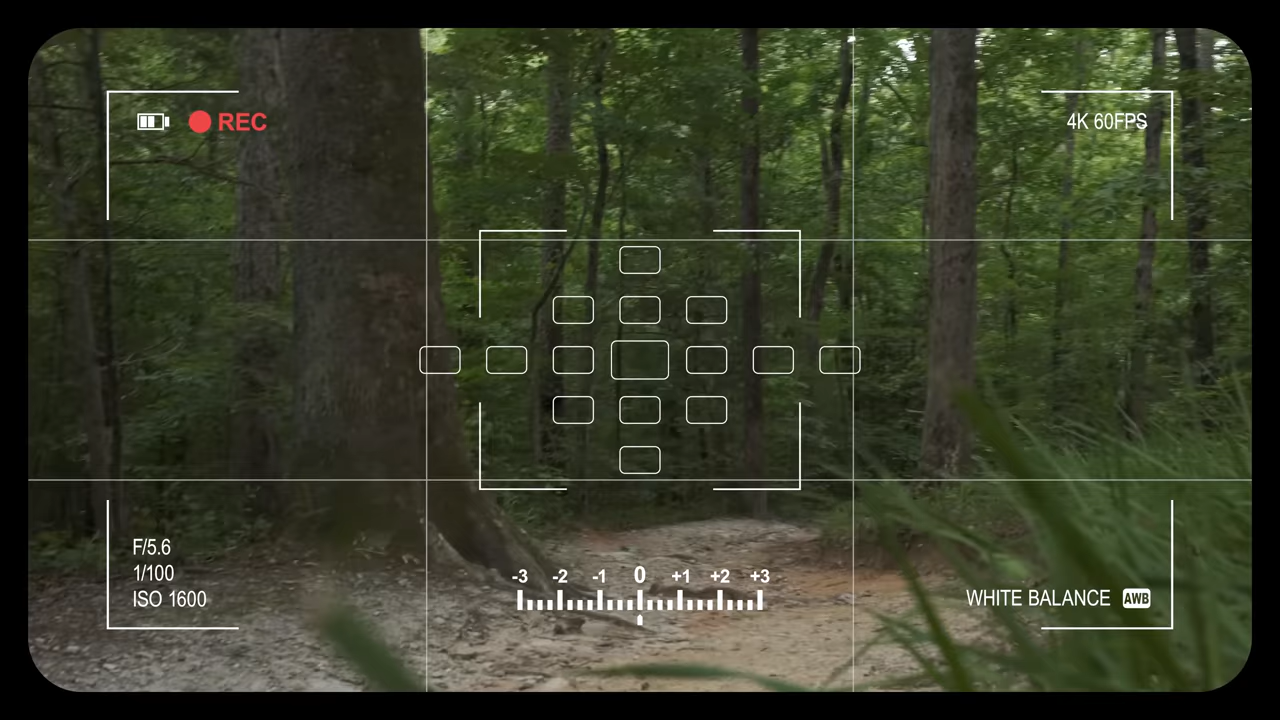 REC
4K 60FPS
F/5.6
1/100
ISO 1600
-3 -2 -1 0 +1 +2 +3
WHITE BALANCE AWB